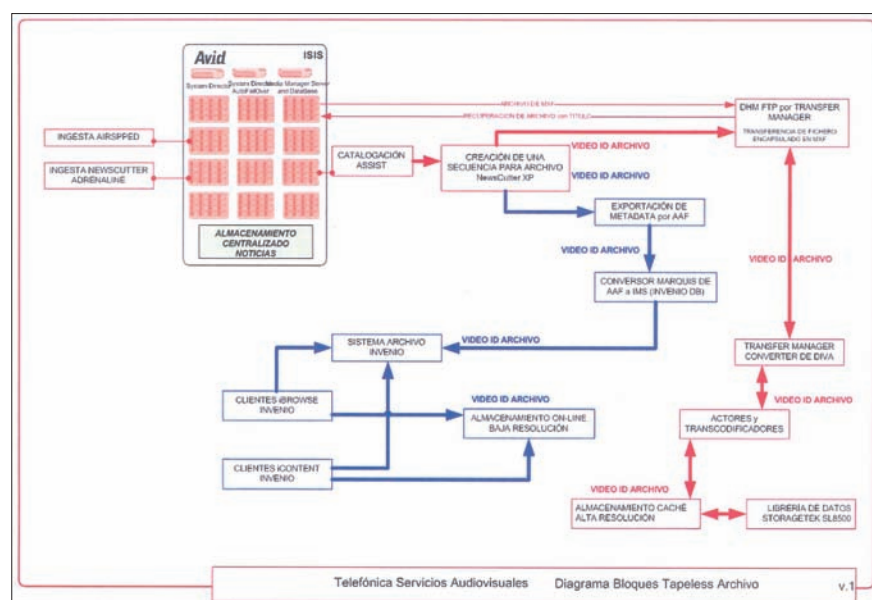 Avid ISIS
System Director
System Director AutoFailOver
Media Manager Server and DataBase
ARCHIVO DE
RECUPERACION DE ARCHIVO con TITULO
DHM FTP por TRANSFER MANAGER
TRANSFERENCIA DE FICHERO ENCAPSULADO EN MXF
INGESTA AIRSPPED
INGESTA NEWSCUTTER ADRENALINE
CATALOGACIÓN ASSIST
CREACIÓN DE UNA SECUENCIA PARA ARCHIVO NewsCutter XP
VIDEO ID ARCHIVO
VIDEO ID ARCHIVO
EXPORTACIÓN DE METADATA por AAF
ALMACENAMIENTO CENTRALIZADO NOTICIAS
VIDEO ID ARCHIVO
VIDEO ID ARCHIVO
CONVERSOR MARQUIS DE AAF a IMS (INVENIO DB)
SISTEMA ARCHIVO INVENIO
VIDEO ID ARCHIVO
TRANSFER MANAGER CONVERTER DE DIVA
CLIENTES iBROWSE INVENIO
VIDEO ID ARCHIVO
VIDEO ID ARCHIVO
ALMACENAMIENTO ON-LINE BAJA RESOLUCIÓN
ACTORES y TRANSCODIFICADORES
CLIENTES iCONTENT INVENIO
VIDEO ID ARCHIVO
ALMACENAMIENTO CACHÉ ALTA RESOLUCIÓN
LIBRERÍA DE DATOS STORAGETEK SL8500
Telefónica Servicios Audiovisuales Diagrama Bloques Tapeless Archivo v.1